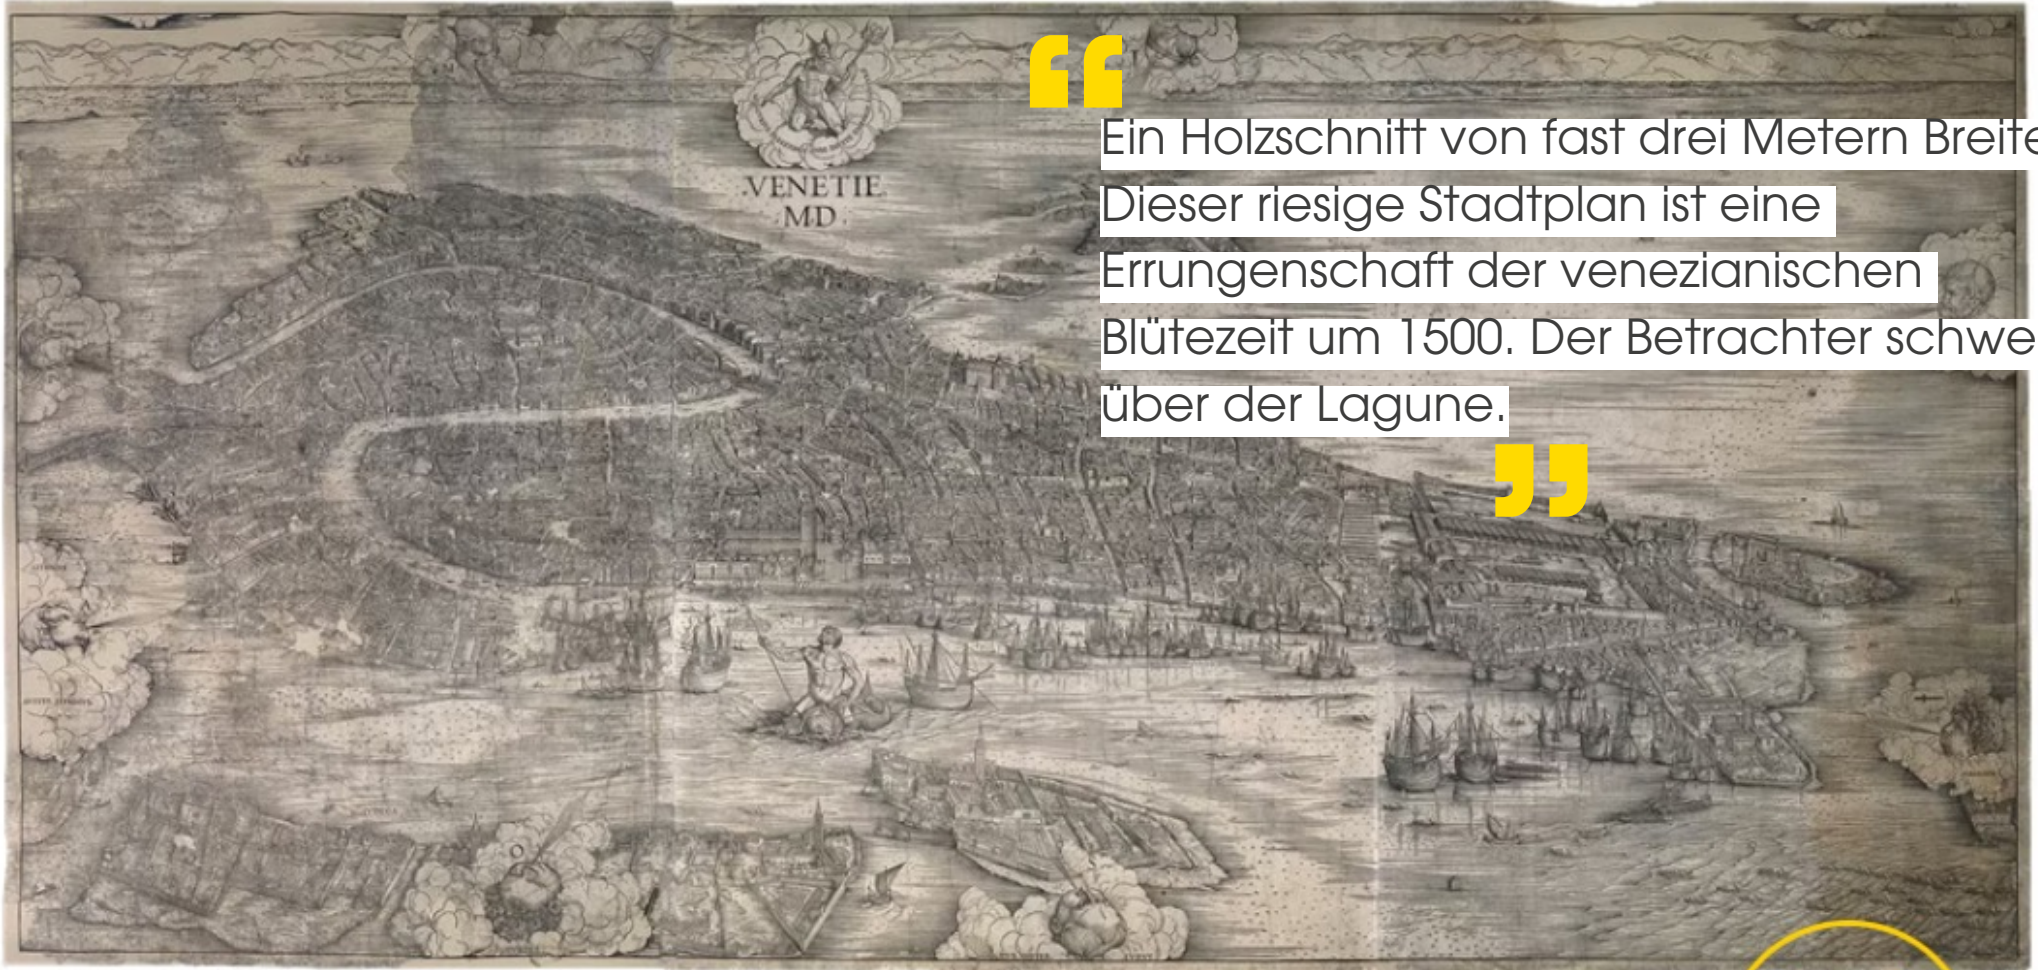 .VENETIE.
.MD.
“
Ein Holzschnitt von fast drei Metern Breite
Dieser riesige Stadtplan ist eine
Errungenschaft der venezianischen
Blütezeit um 1500. Der Betrachter schwe
über der Lagune.
”